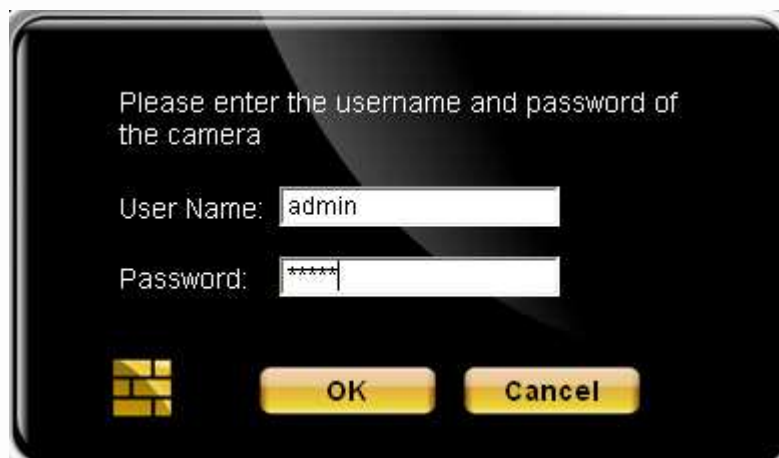 Please enter the username and password of
the camera
User Name: admin
Password: *****
OK Cancel